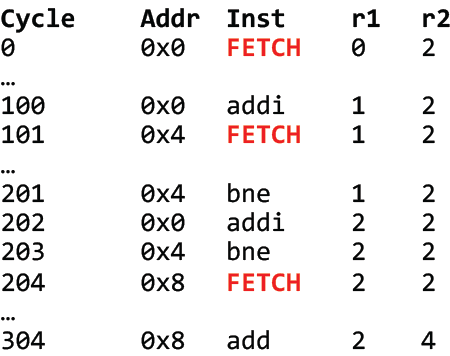 Cycle Addr Inst r1 r2
0 0x0 FETCH 0 2
…
100 0x0 addi 1 2
101 0x4 FETCH 1 2
…
201 0x4 bne 1 2
202 0x0 addi 2 2
203 0x4 bne 2 2
204 0x8 FETCH 2 2
…
304 0x8 add 2 4